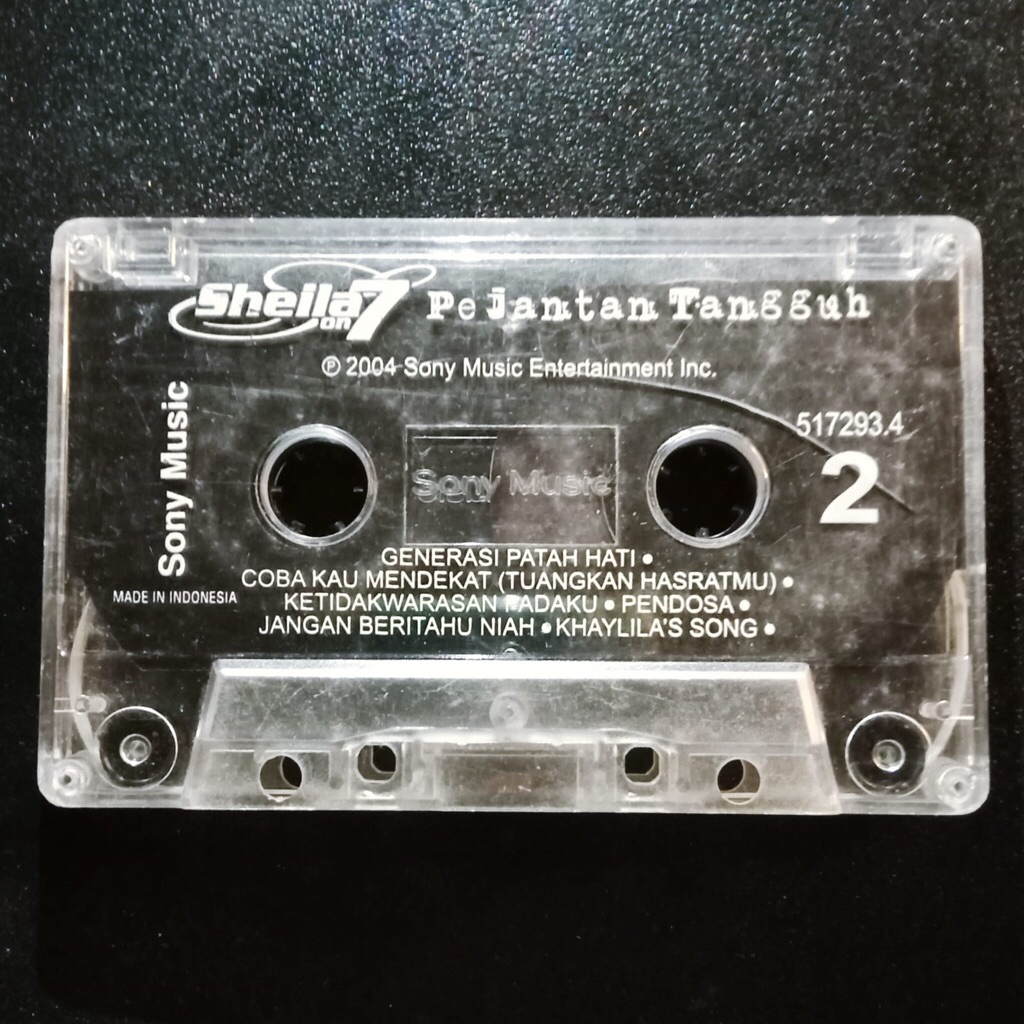 Sheila on 7 Pejantan Tangguh
℗ 2004 Sony Music Entertainment Inc.
Sony Music
517293.4
2
Sony Music
GENERASI PATAH HATI •
COBA KAU MENDEKAT (TUANGKAN HASRATMU) •
MADE IN INDONESIA
KETIDAKWARASAN PADAKU • PENDOSA •
JANGAN BERITAHU NIAH • KHAYLILA'S SONG •